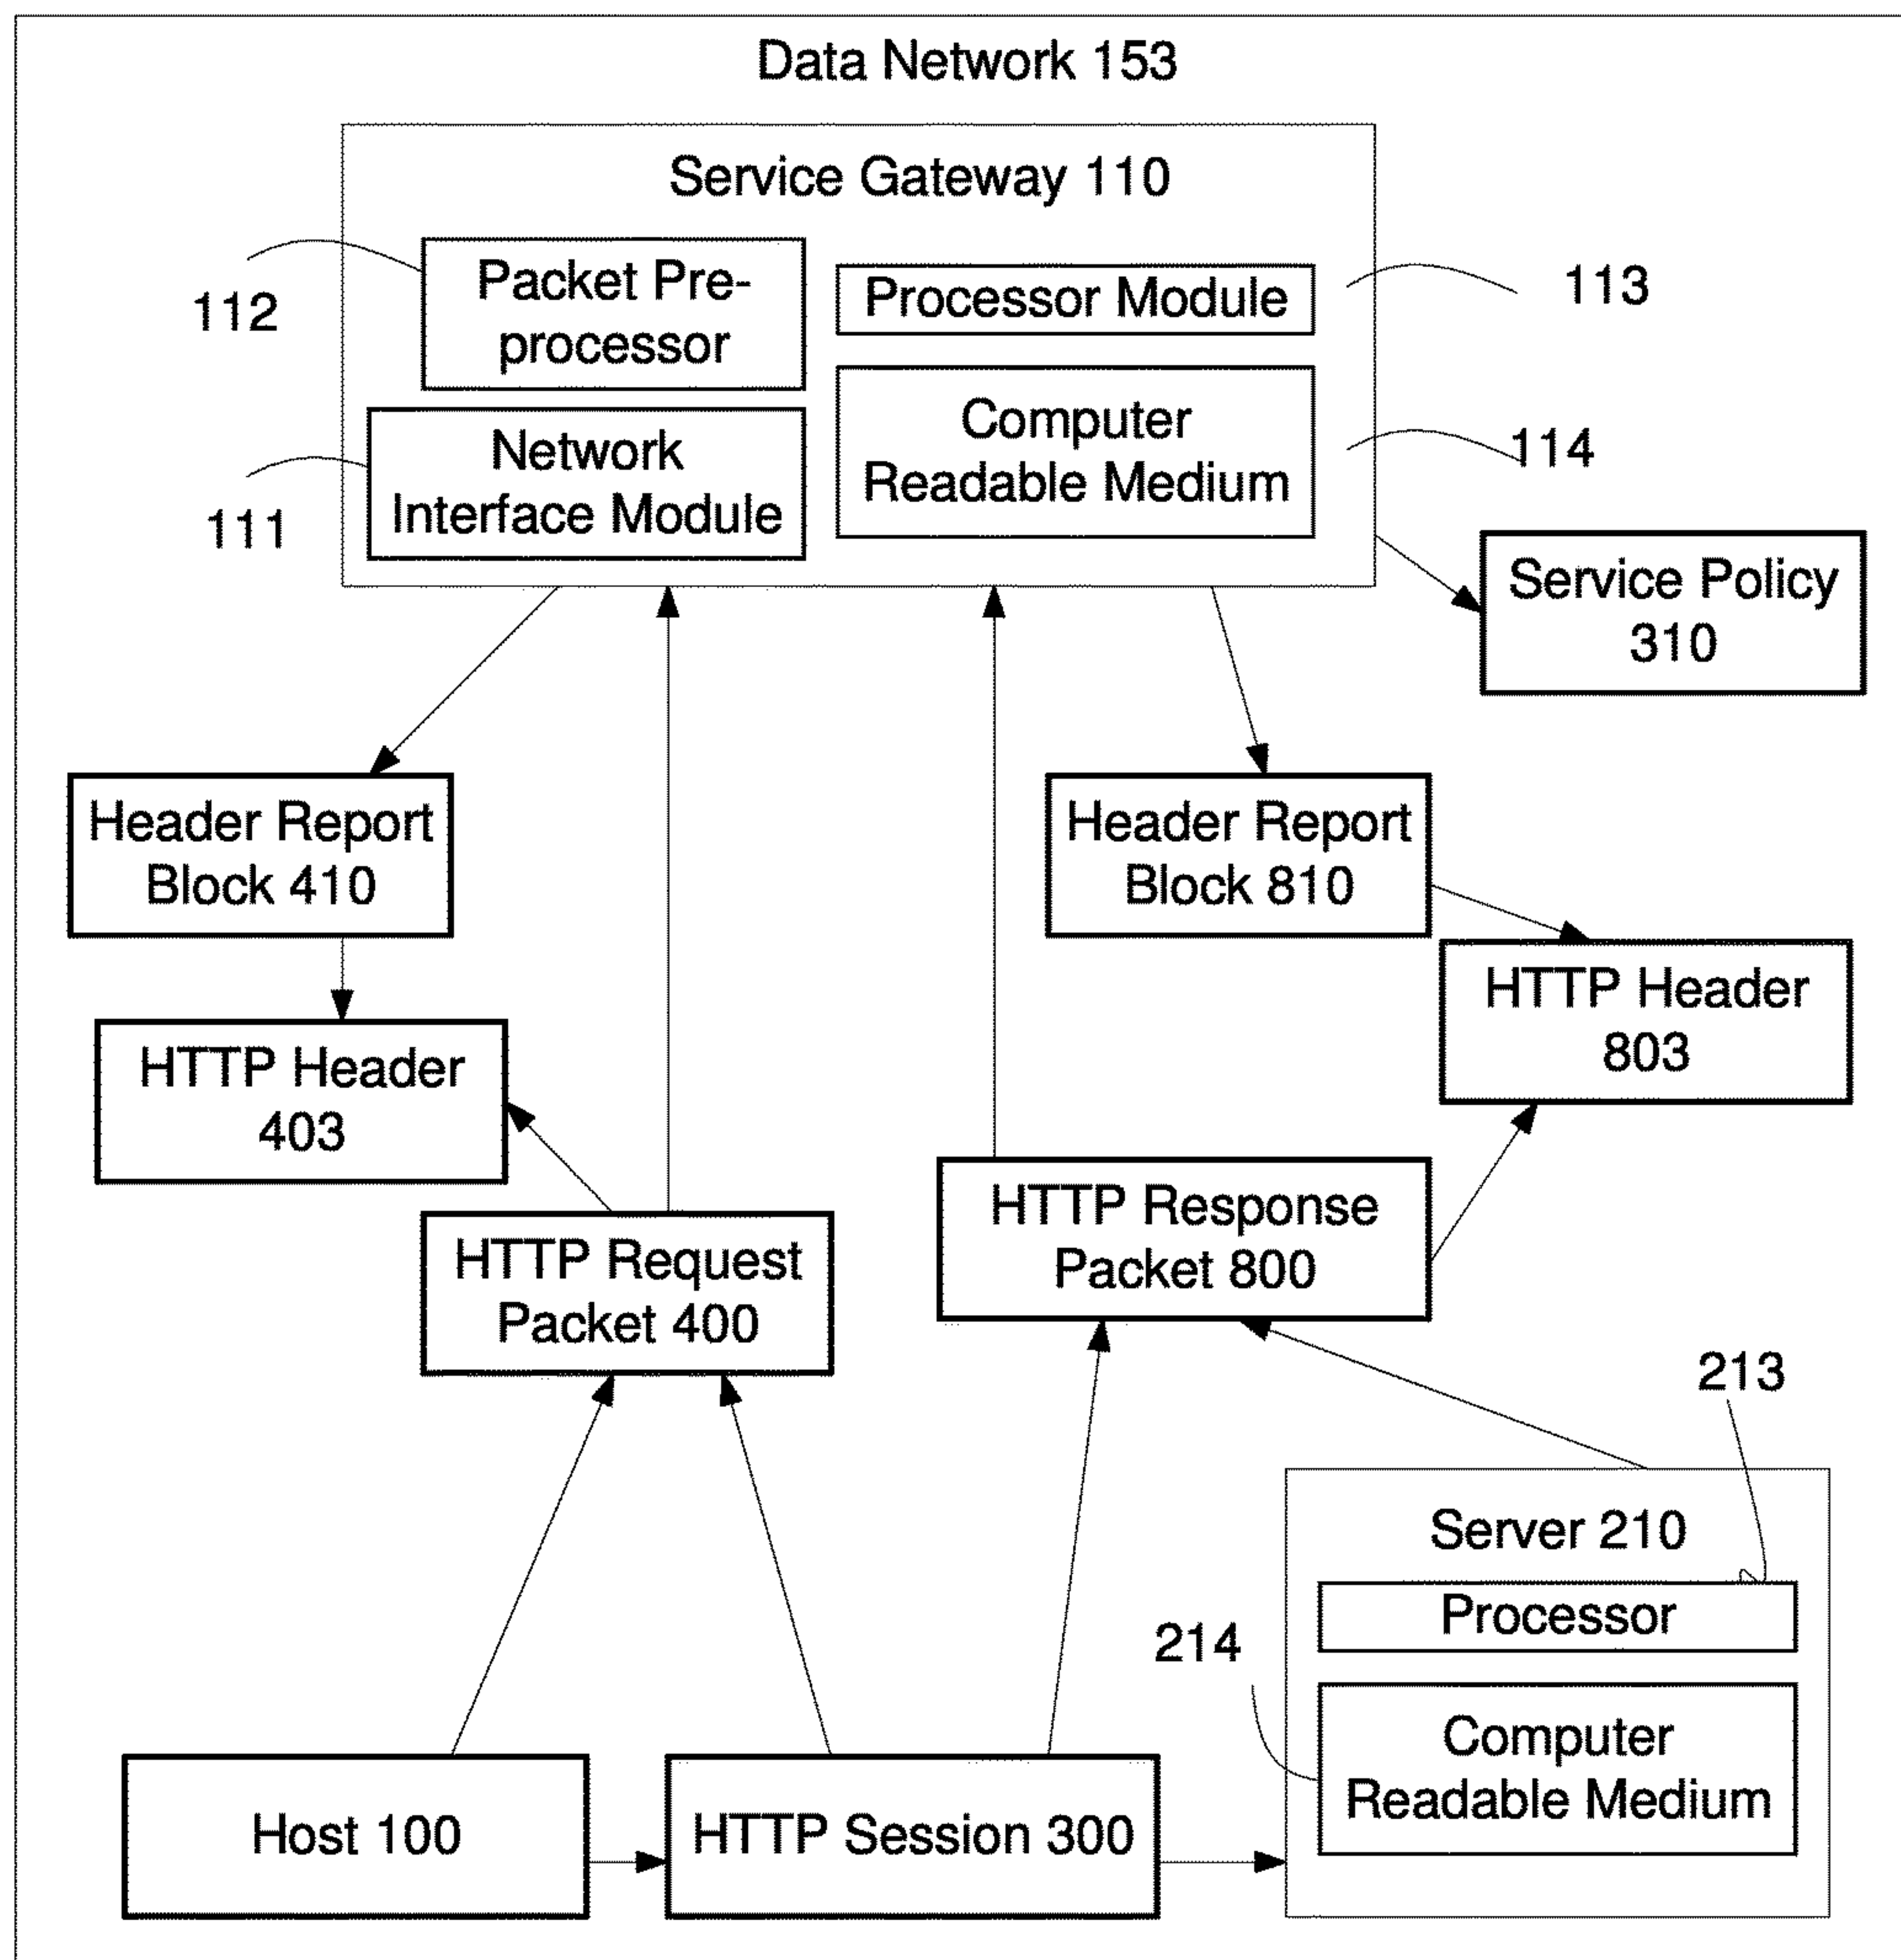 Data Network 153
Service Gateway 110
Packet Pre-
processor
Processor Module
113
112
Network
Interface Module
Computer
Readable Medium
114
111
Service Policy
310
Header Report
Block 410
Header Report
Block 810
HTTP Header
803
HTTP Header
403
HTTP Response
Packet 800
HTTP Request
Packet 400
213
Server 210
Processor
214
Computer
Readable Medium
Host 100
HTTP Session 300